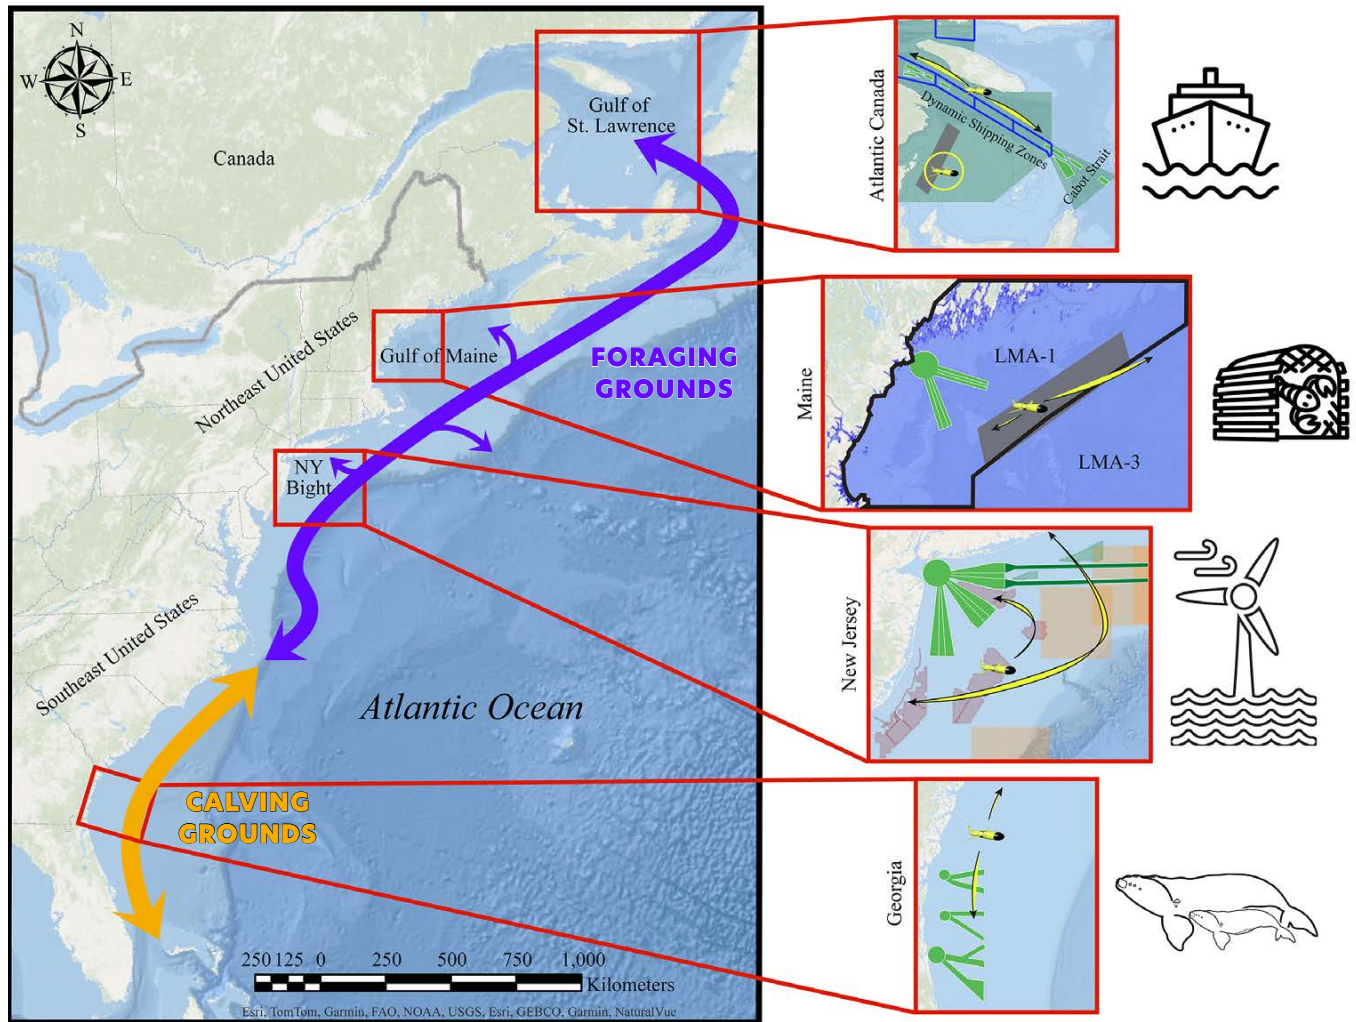 N
W
E
S
Canada
Gulf of
St. Lawrence
Northeast United States
Gulf of Maine
FORAGING
GROUNDS
NY
Bight
Southeast United States
Atlantic Ocean
CALVING
GROUNDS
250 125 0 250 500 750 1,000
Kilometers
Esri, TomTom, Garmin, FAO, NOAA, USGS, Esri, GEBCO, Garmin, NaturalVue
Atlantic Canada
Dynamic Shipping Zones
Cabot Strait
Maine
LMA-1
LMA-3
New Jersey
Georgia